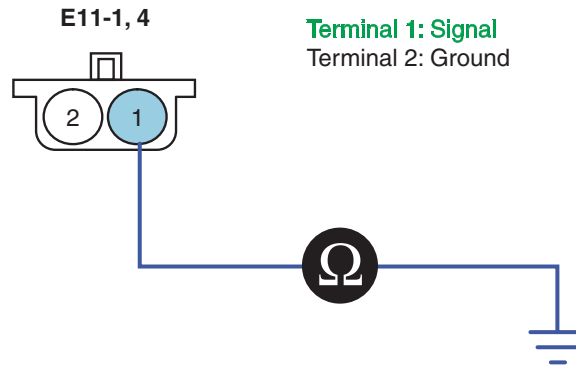 E11-1, 4
Terminal 1: Signal
Terminal 2: Ground
2 1
Ω